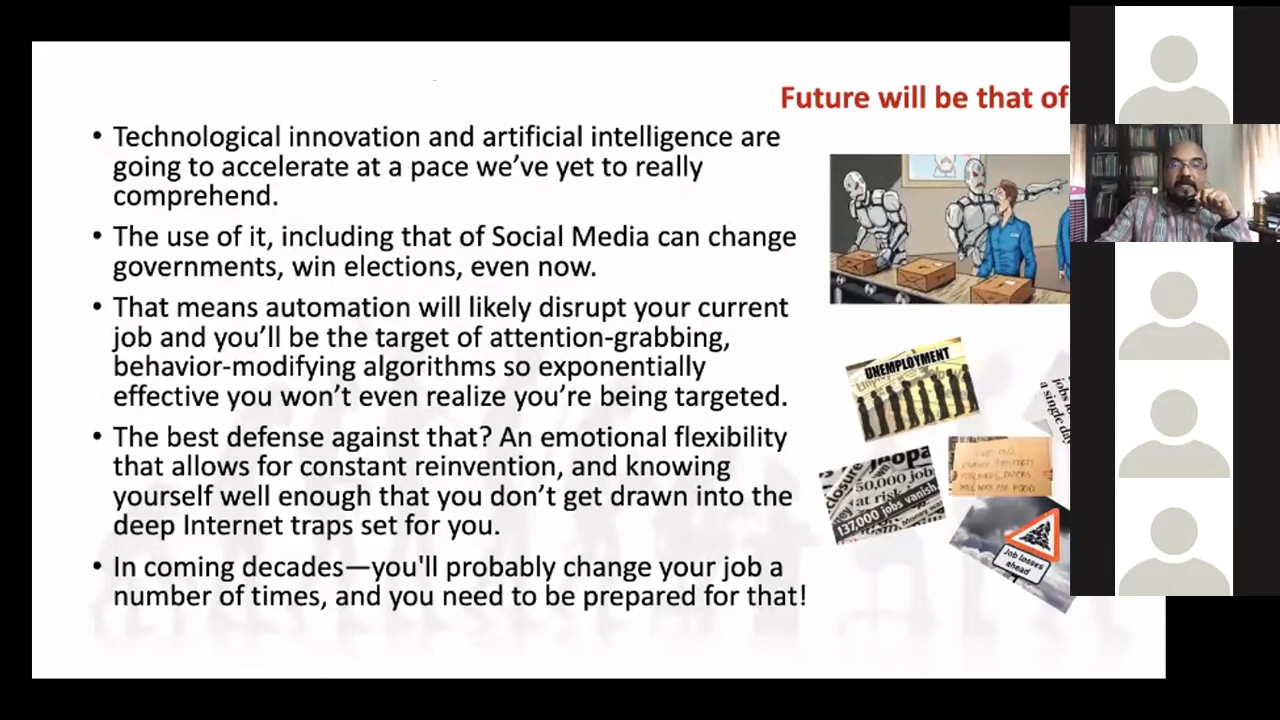 Future will be that of
• Technological innovation and artificial intelligence are
going to accelerate at a pace we’ve yet to really
comprehend.
• The use of it, including that of Social Media can change
governments, win elections, even now.
• That means automation will likely disrupt your current
job and you’ll be the target of attention-grabbing,
behavior-modifying algorithms so exponentially
effective you won’t even realize you’re being targeted.
• The best defense against that? An emotional flexibility
that allows for constant reinvention, and knowing
yourself well enough that you don’t get drawn into the
deep Internet traps set for you.
• In coming decades—you'll probably change your job a
number of times, and you need to be prepared for that!
UNEMPLOYMENT
a single
50,000 job
at risk
137,000 jobs vanish
Job losses
ahead